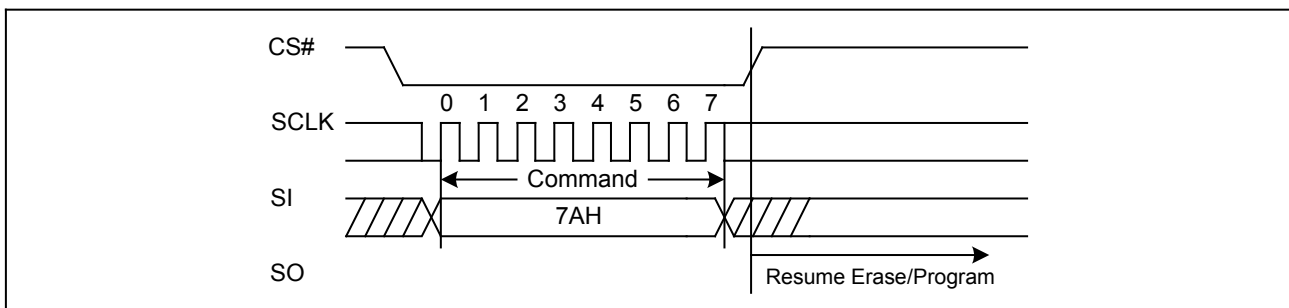 CS#
0 1 2 3 4 5 6 7
SCLK
Command
SI
7AH
SO
Resume Erase/Program